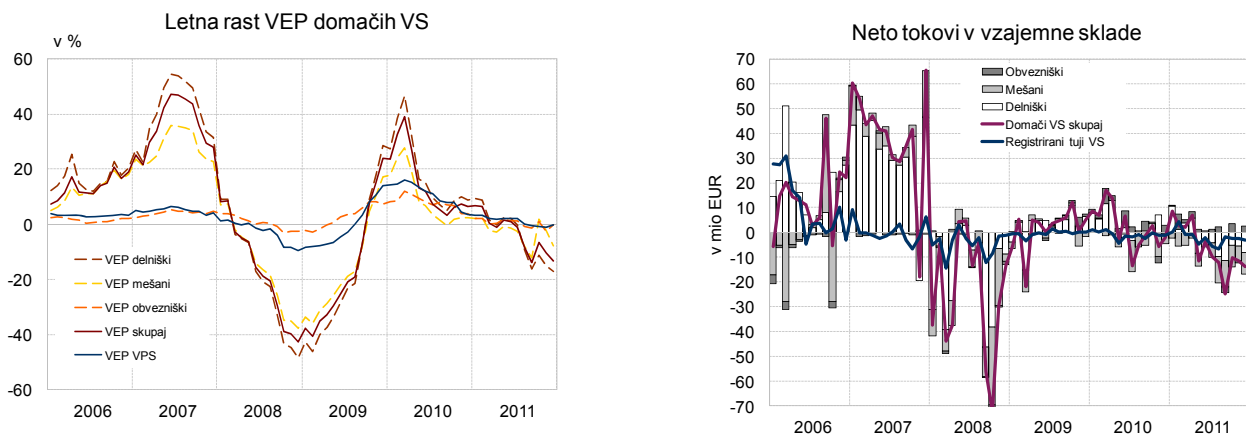 Letna rast VEP domačih VS
v %
60
40
20
0
-20
-40
-60
VEP delniški
VEP mešani
VEP obvezniški
VEP skupaj
VEP VPS
2006 2007 2008 2009 2010 2011
Neto tokovi v vzajemne sklade
v mio EUR
70
60
50
40
30
20
10
0
-10
-20
-30
-40
-50
-60
-70
Obvezniški
Mešani
Delniški
Domači VS skupaj
Registrirani tuji VS
2006 2007 2008 2009 2010 2011